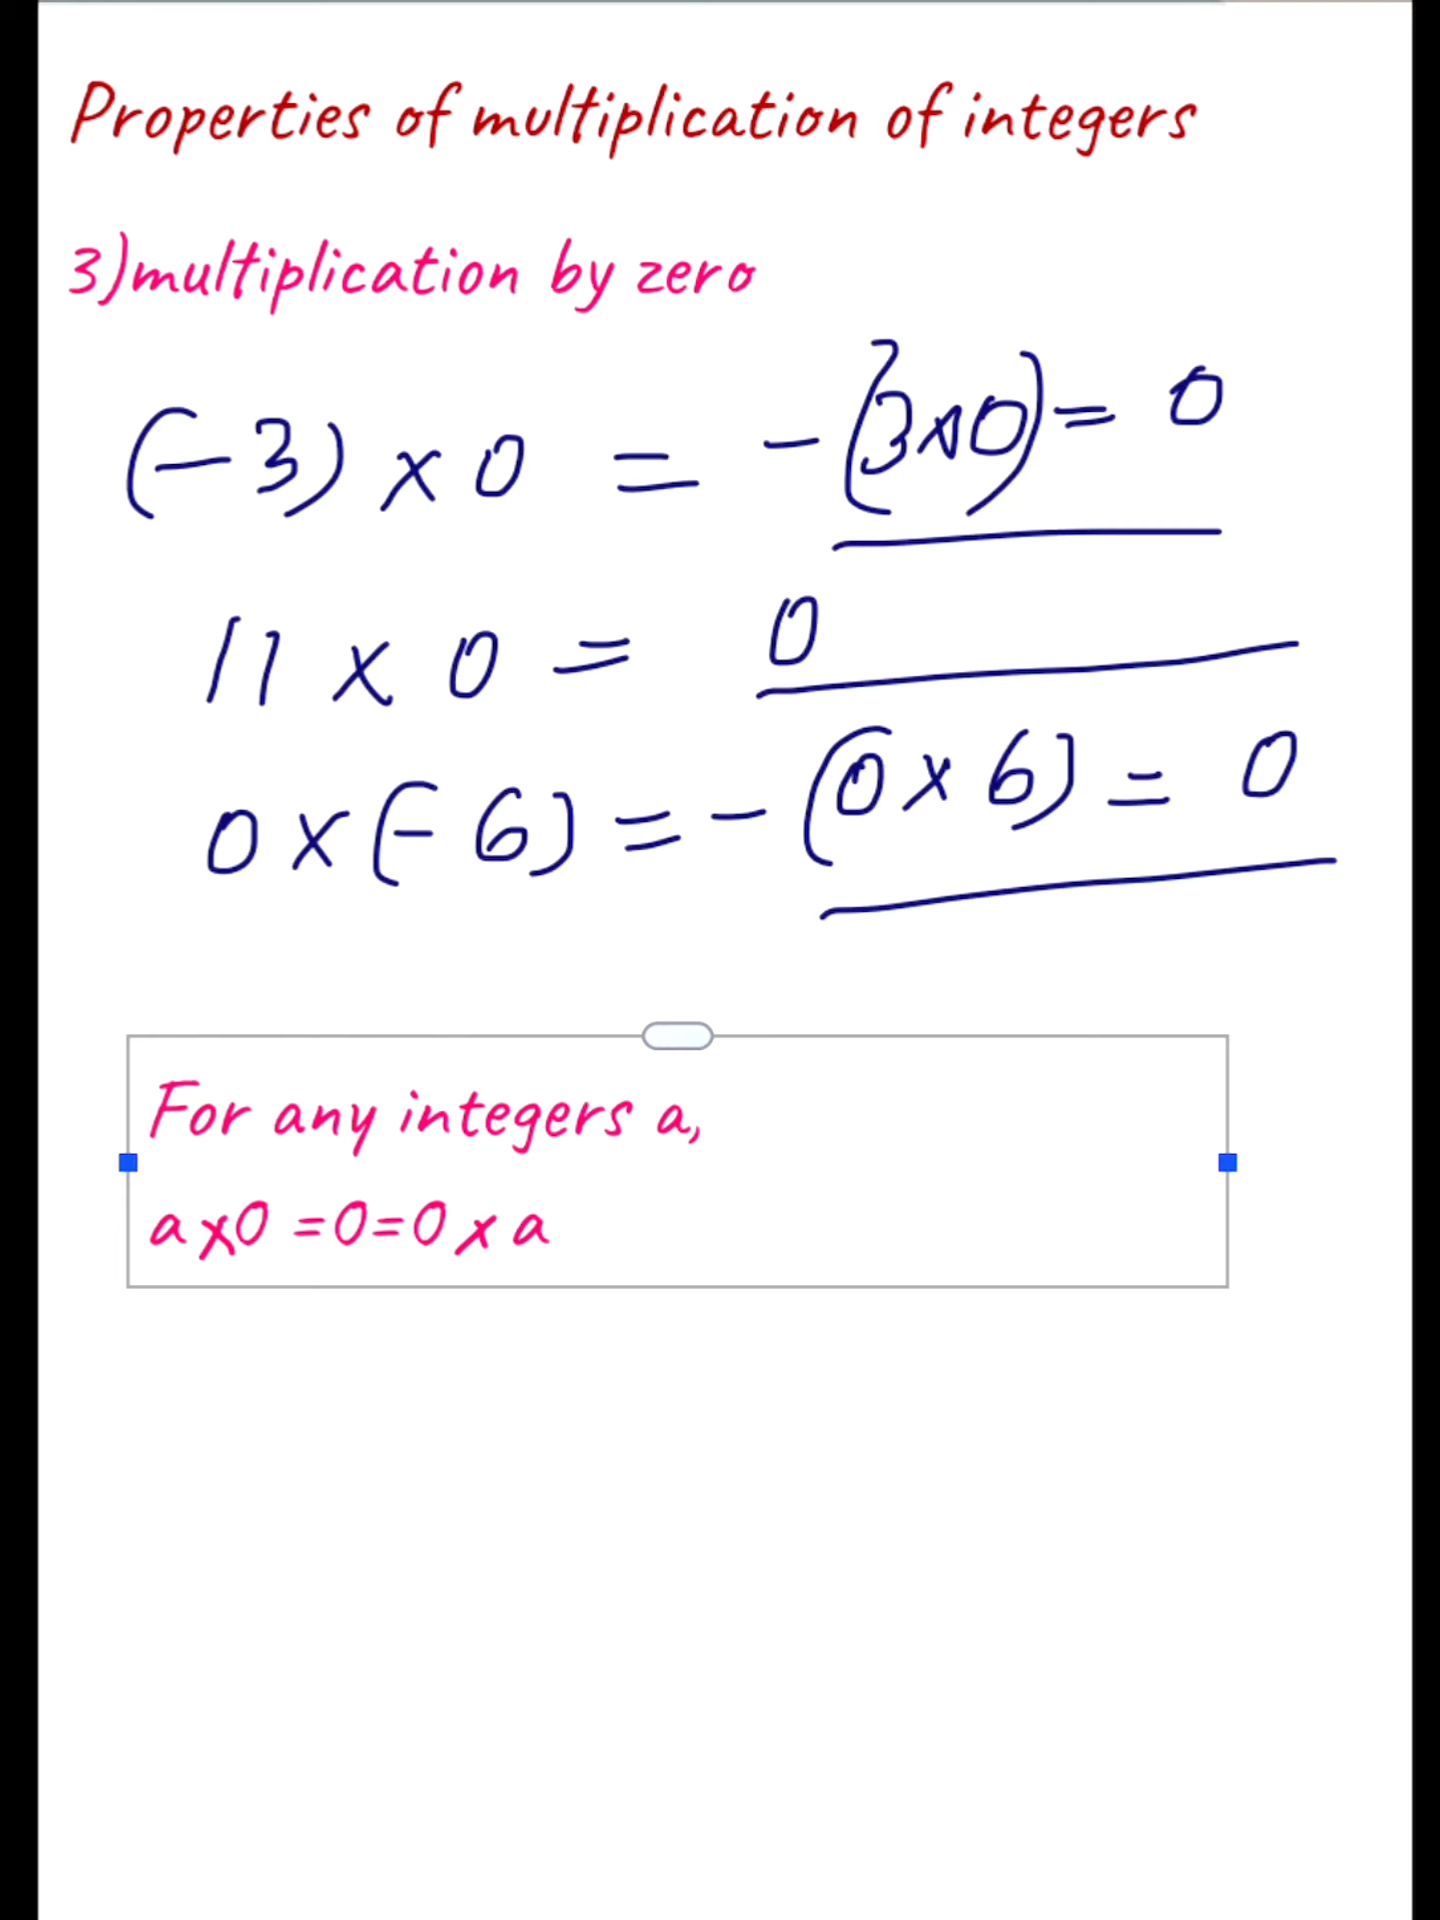 Properties of multiplication of integers
3)multiplication by zero
(-3) x 0 = -(3x0) = 0
11 x 0 = 0
0 x (-6) = -(0 x 6) = 0
For any integers a,
a x0 =0=0 x a